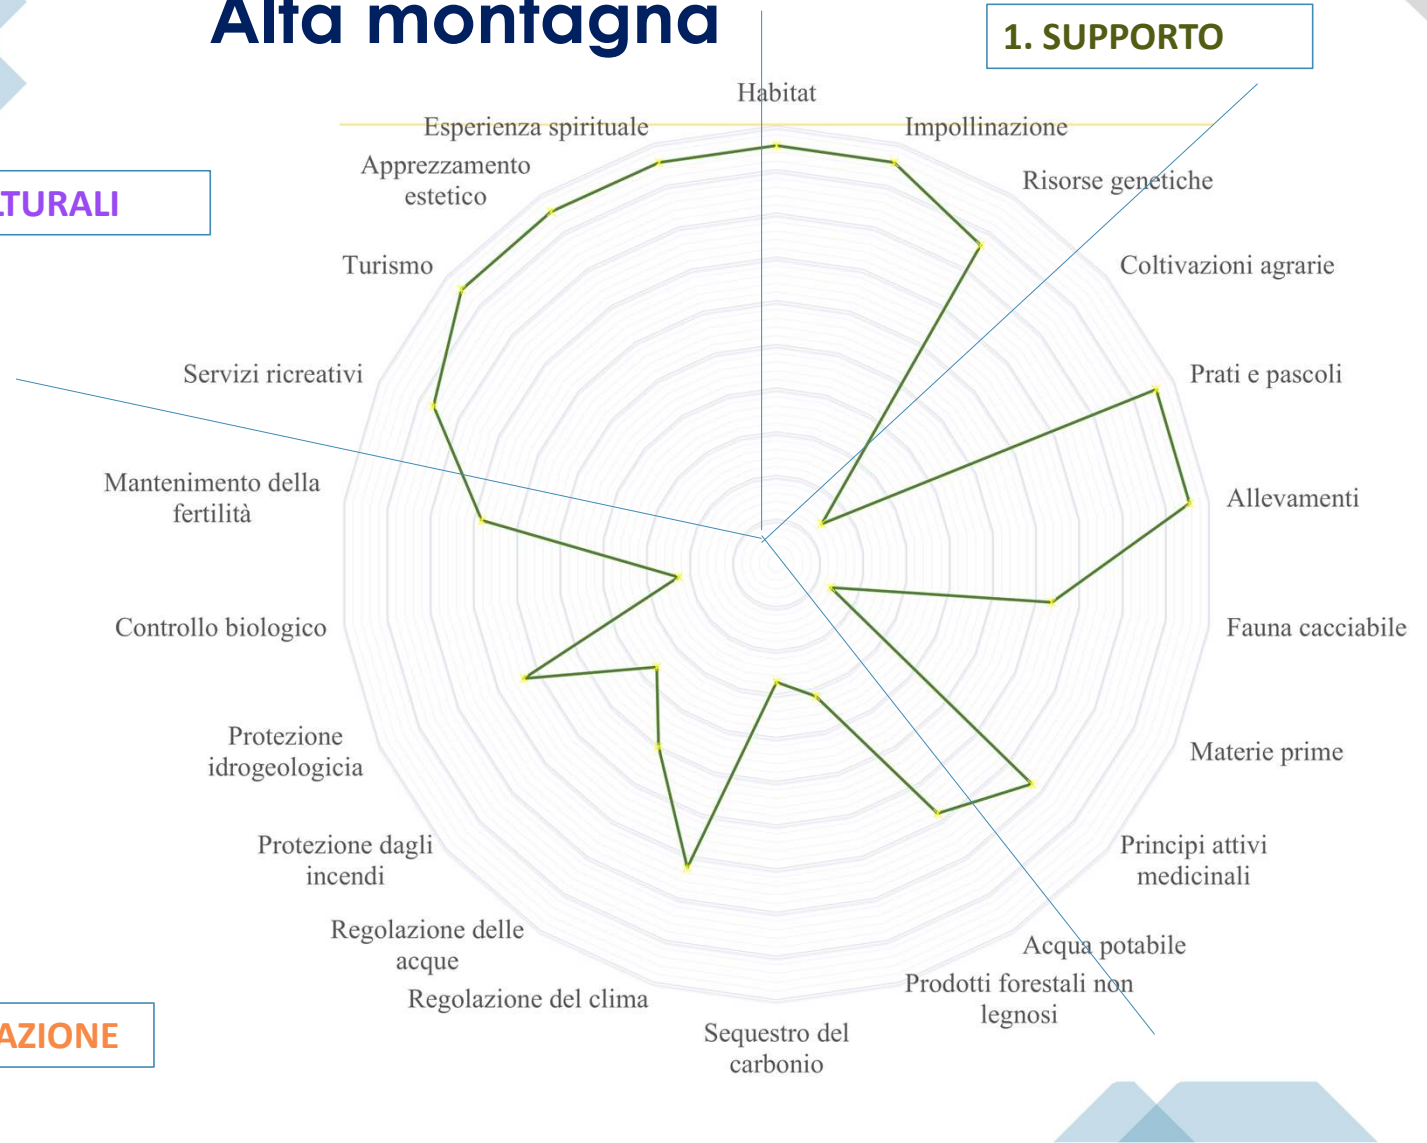 Alta montagna
1. SUPPORTO
Habitat
Impollinazione
Risorse genetiche
Coltivazioni agrarie
Prati e pascoli
Allevamenti
Fauna cacciabile
Materie prime
Principi attivi
medicinali
Acqua potabile
Prodotti forestali non
legnosi
Sequestro del
carbonio
Regolazione del clima
Regolazione delle
acque
Protezione dagli
incendi
Protezione
idrogeologicia
Controllo biologico
Mantenimento della
fertilità
Servizi ricreativi
Turismo
Apprezzamento
estetico
Esperienza spirituale
LTURALI
AZIONE